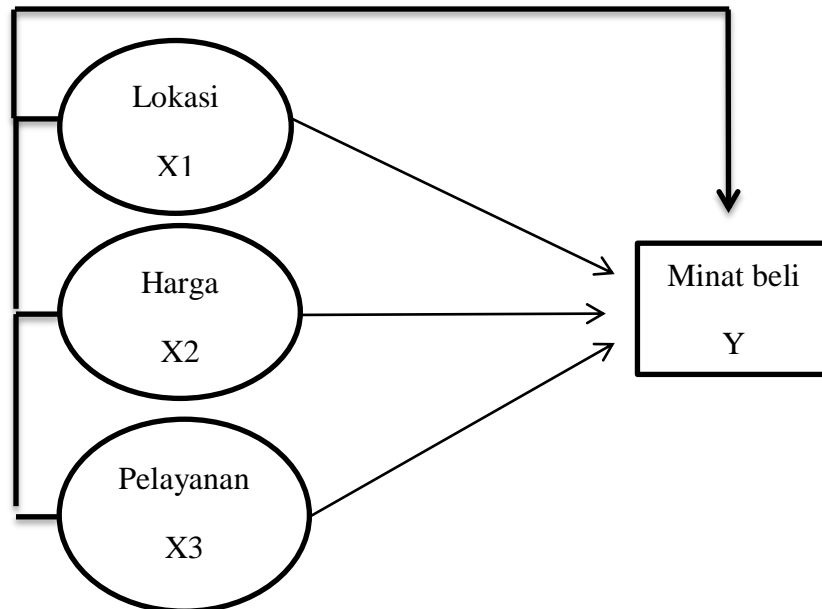 Lokasi
X1
Harga
X2
Pelayanan
X3
Minat beli
Y